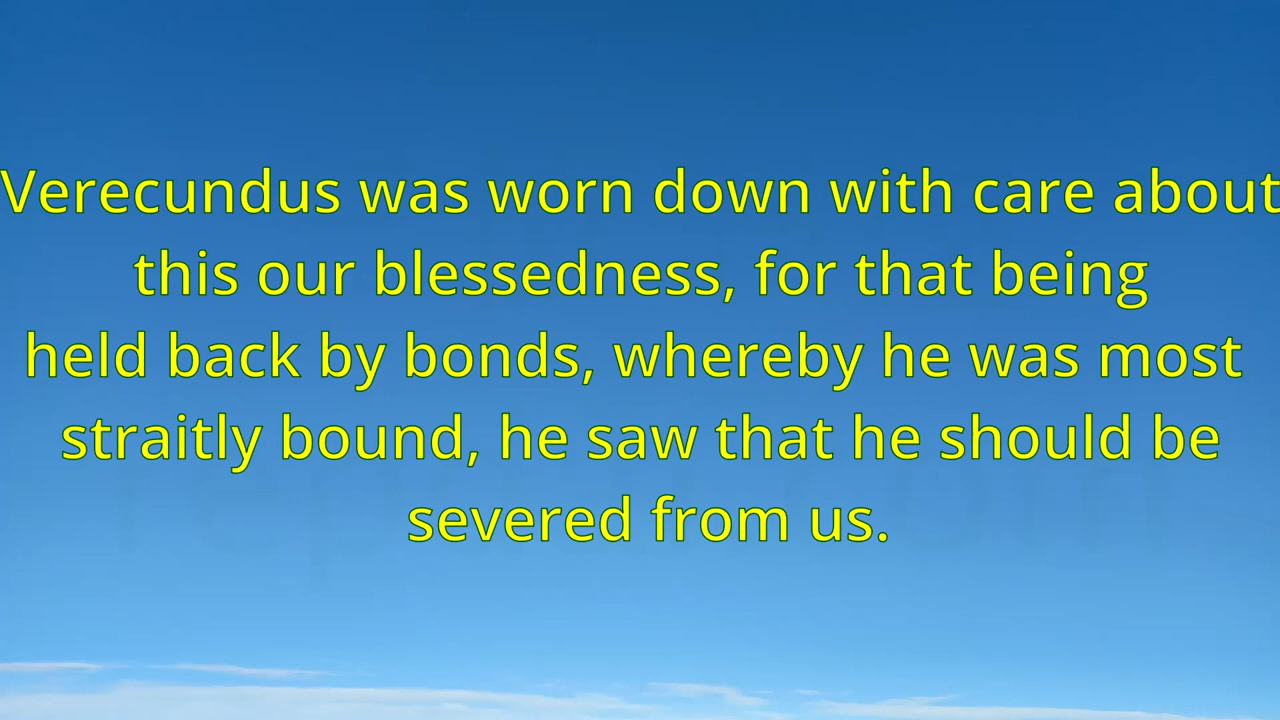 Verecundus was worn down with care about
this our blessedness, for that being
held back by bonds, whereby he was most
straitly bound, he saw that he should be
severed from us.